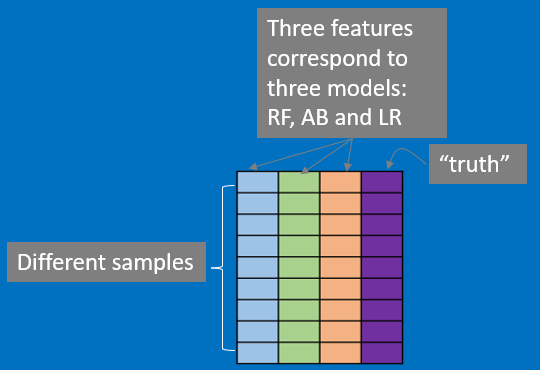 Three features
correspond to
three models:
RF, AB and LR
“truth”
Different samples